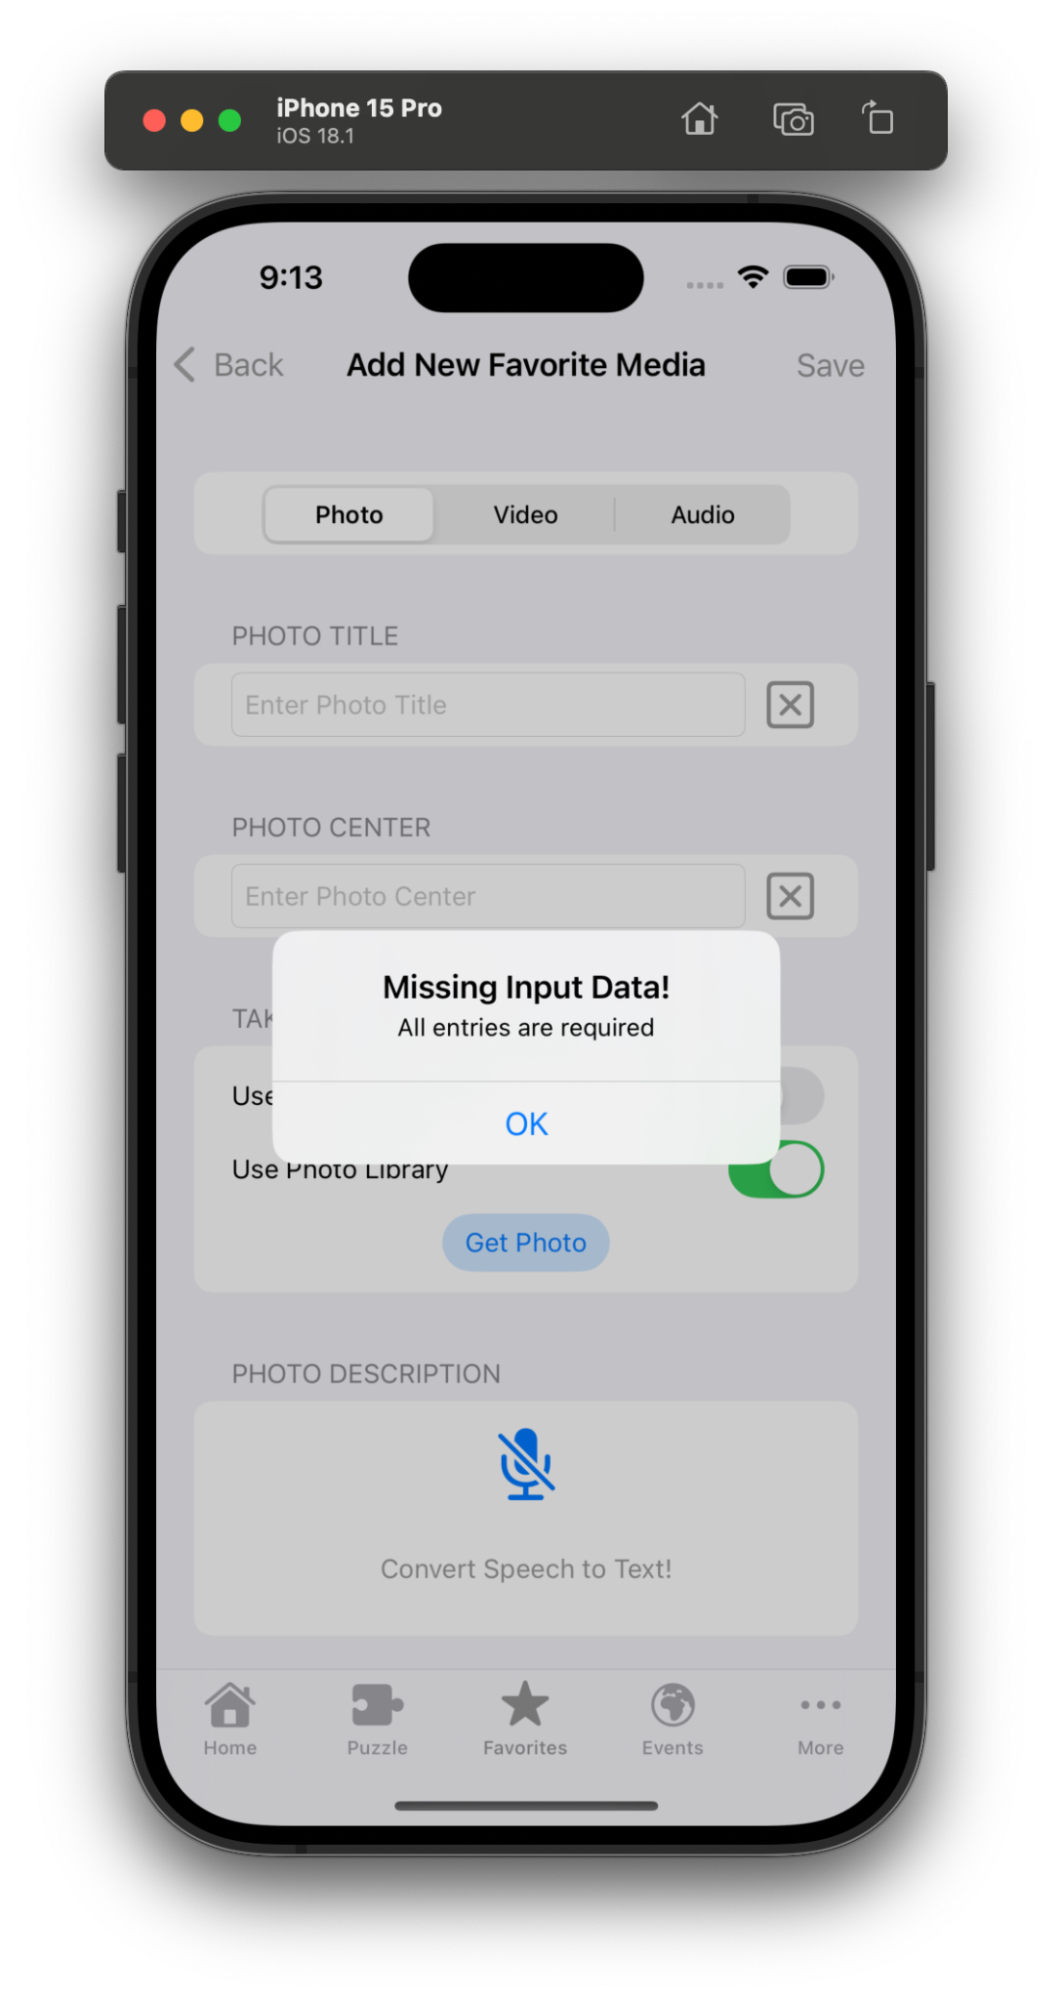 iPhone 15 Pro
iOS 18.1
9:13
Back
Add New Favorite Media
Save
Photo
Video
Audio
PHOTO TITLE
Enter Photo Title
PHOTO CENTER
Enter Photo Center
Missing Input Data!
All entries are required
OK
Use
Use Photo Library
Get Photo
PHOTO DESCRIPTION
Convert Speech to Text!
Home
Puzzle
Favorites
Events
More